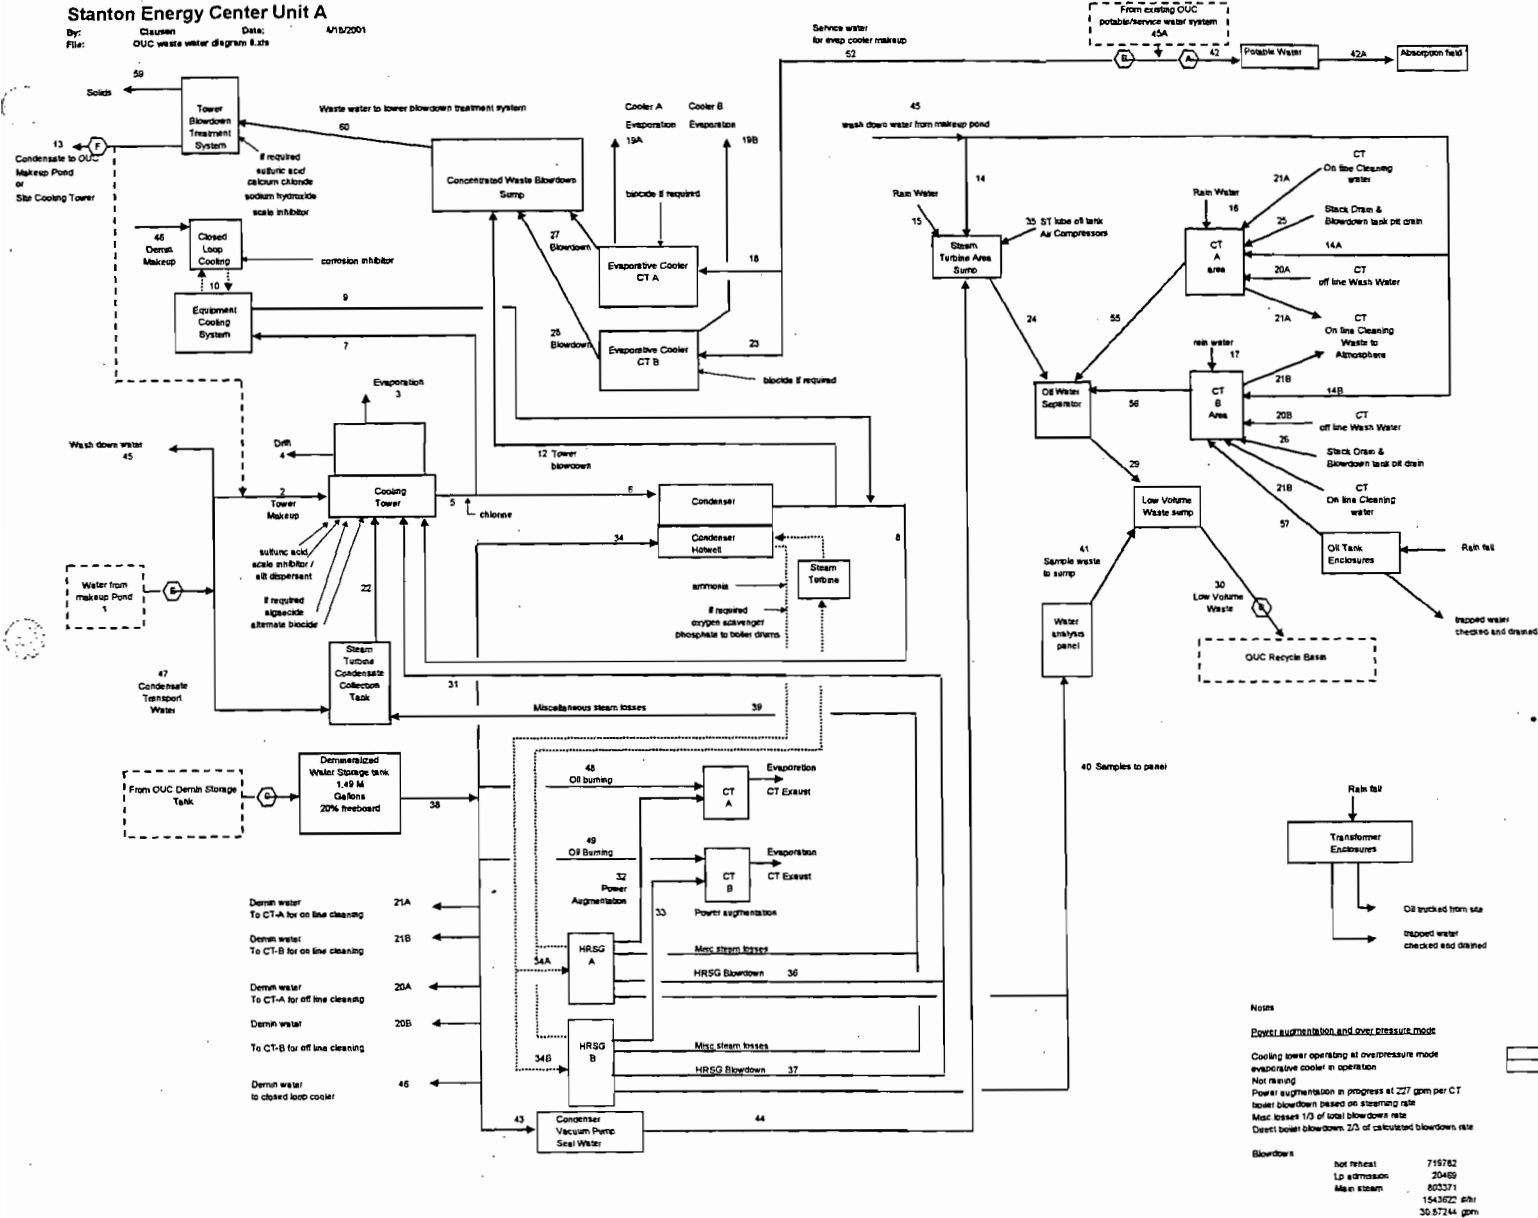 Stanton Energy Center Unit A
By: Clausen Date: 4/18/2001
File: OUC waste water diagram 8.xls
59
Solids
Tower
Blowdown
Treatment
System
13
F
Condensate to OUC
Makeup Pond
or
Site Cooling Tower
if required
sulfuric acid
calcium chloride
sodium hydroxide
scale inhibitor
Waste water to tower blowdown treatment system
60
Concentrated Waste Blowdown
Sump
Cooler A
Evaporation
19A
Cooler B
Evaporation
19B
biocide if required
27
Blowdown
Evaporative Cooler
CT A
18
28
Blowdown
Evaporative Cooler
CT B
23
biocide if required
Service water
for evap cooler makeup
52
From existing OUC
potable/service water system
45A
B
A
42
Potable Water
42A
Absorption field
45
wash down water from makeup pond
14
Rain Water
15
35 ST lube oil tank
Air Compressors
Steam
Turbine Area
Sump
Rain Water
16
CT
A
area
CT
On line Cleaning
water
21A
25
Stack Drain &
Blowdown tank pit drain
14A
20A
CT
off line Wash Water
21A
CT
On line Cleaning
Waste to
Atmosphere
24
55
rain water
17
CT
B
Area
21B
14B
20B
CT
off line Wash Water
26
Stack Drain &
Blowdown tank pit drain
21B
CT
On line Cleaning
water
56
Oil Water
Separator
29
Low Volume
Waste sump
57
Oil Tank
Enclosures
Rain fall
trapped water
checked and drained
41
Sample waste
to sump
30
Low Volume
Waste
D
OUC Recycle Basin
Water
analysis
panel
46
Demin
Makeup
Closed
Loop
Cooling
corrosion inhibitor
10
Equipment
Cooling
System
9
7
Evaporation
3
Drift
4
Wash down water
45
2
Tower
Makeup
Cooling
Tower
5
chlorine
6
12 Tower
blowdown
Condenser
Condenser
Hotwell
34
8
Steam
Turbine
ammonia
if required
oxygen scavenger
phosphate to boiler drums
sulfuric acid
scale inhibitor /
silt dispersant
if required
algaecide
alternate biocide
22
Water from
makeup Pond
1
E
Steam
Turbine
Condensate
Collection
Tank
47
Condensate
Transport
Water
31
Miscellaneous steam losses
39
From OUC Demin Storage
Tank
C
Demineralized
Water Storage tank
1.49 M
Gallons
20% freeboard
38
48
Oil burning
CT
A
Evaporation
CT Exaust
49
Oil Burning
CT
B
Evaporation
CT Exaust
32
Power
Augmentation
33
Power augmentation
40 Samples to panel
Demin water
To CT-A for on line cleaning
21A
Demin water
To CT-B for on line cleaning
21B
Demin water
To CT-A for off line cleaning
20A
Demin water
To CT-B for off line cleaning
20B
Demin water
to closed loop cooler
46
34A
HRSG
A
Misc steam losses
HRSG Blowdown
36
34B
HRSG
B
Misc steam losses
HRSG Blowdown
37
43
Condenser
Vacuum Pump
Seal Water
44
Rain fall
Transformer
Enclosures
Oil trucked from site
trapped water
checked and drained
Notes
Power augmentation and over pressure mode
Cooling tower operating at overpressure mode
evaporative cooler in operation
Not raining
Power augmentation in progress at 227 gpm per CT
boiler blowdown based on steaming rate
Misc losses 1/3 of total blowdown rate
Direct boiler blowdown 2/3 of calculated blowdown rate
Blowdown
hot reheat 719782
Lp admission 20469
Main steam 803371
1543622 #/hr
30.87244 gpm